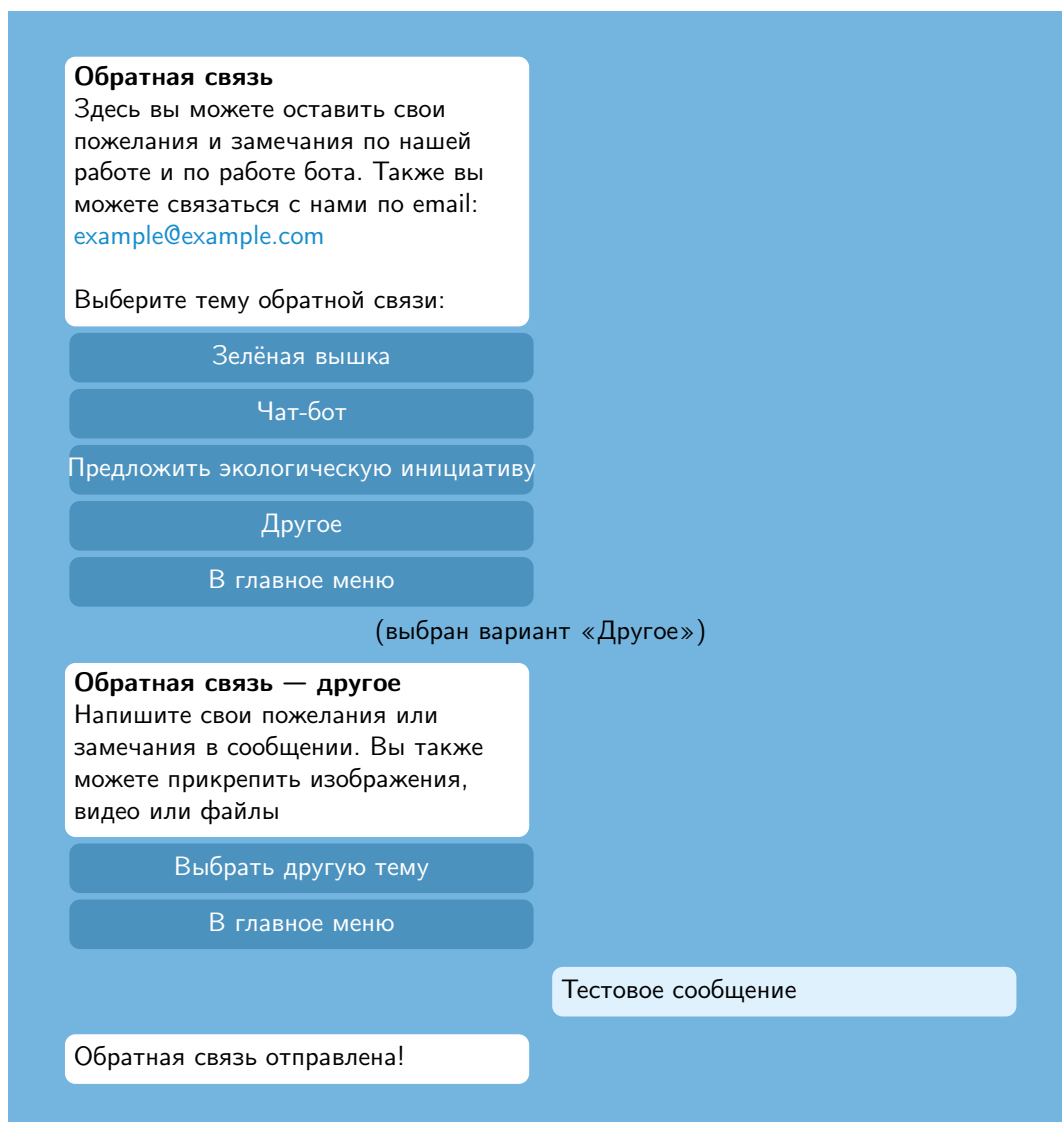 Обратная связь
Здесь вы можете оставить свои
пожелания и замечания по нашей
работе и по работе бота. Также вы
можете связаться с нами по email:
example@example.com
Выберите тему обратной связи:
Зелёная вышка
Чат-бот
Предложить экологическую инициативу
Другое
В главное меню
(выбран вариант «Другое»)
Обратная связь — другое
Напишите свои пожелания или
замечания в сообщении. Вы также
можете прикрепить изображения,
видео или файлы
Выбрать другую тему
В главное меню
Тестовое сообщение
Обратная связь отправлена!